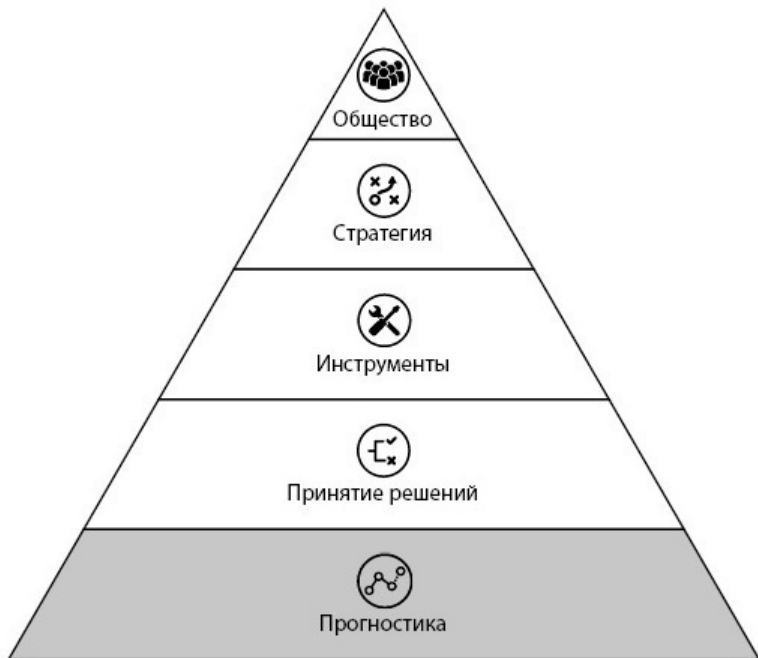 Общество
Стратегия
Инструменты
Принятие решений
Прогностика